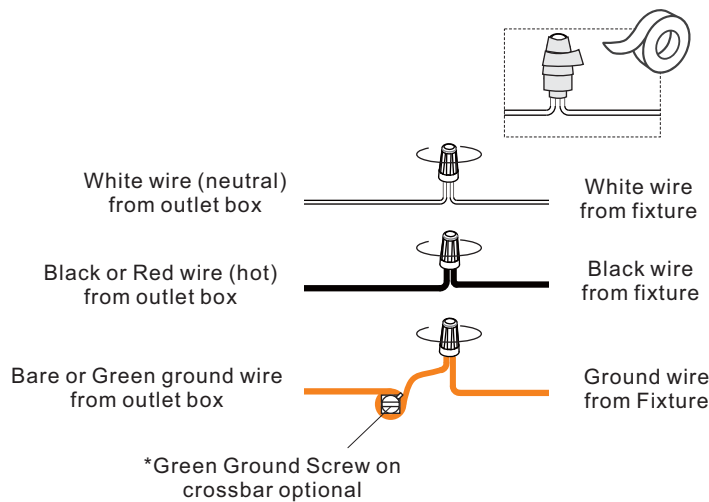 White wire (neutral)
from outlet box
White wire
from fixture
Black or Red wire (hot)
from outlet box
Black wire
from fixture
Bare or Green ground wire
from outlet box
Ground wire
from Fixture
*Green Ground Screw on
crossbar optional